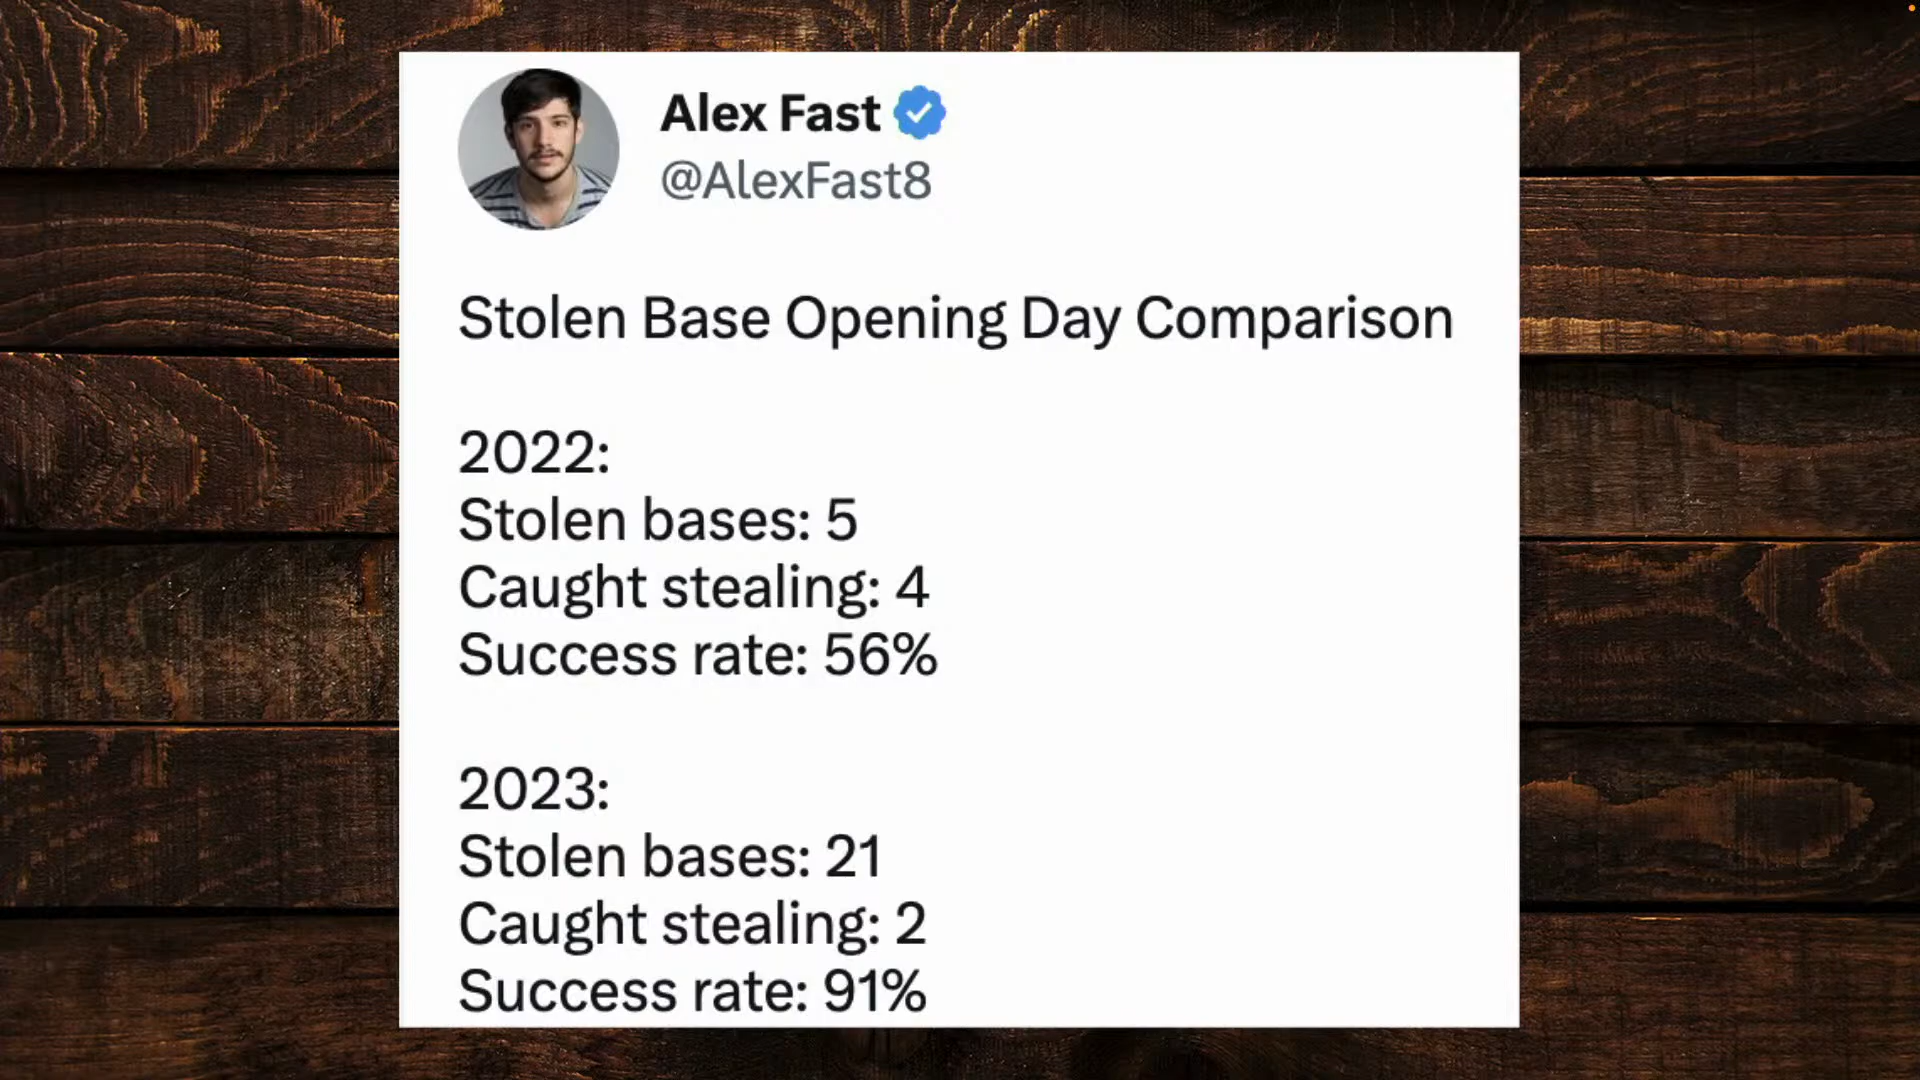 Alex Fast
@AlexFast8
Stolen Base Opening Day Comparison
2022:
Stolen bases: 5
Caught stealing: 4
Success rate: 56%
2023:
Stolen bases: 21
Caught stealing: 2
Success rate: 91%